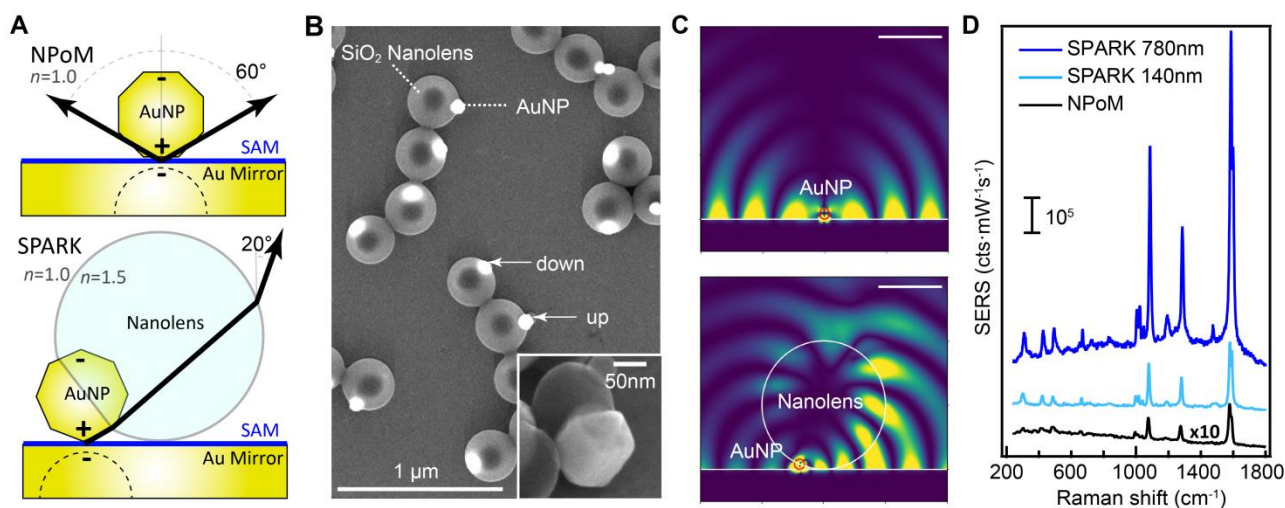 A
NPoM
n=1.0
60°
AuNP
-
+
SAM
-
Au Mirror
SPARK
n=1.0
n=1.5
20°
Nanolens
-
AuNP
+
SAM
-
Au Mirror
B
SiO₂ Nanolens
AuNP
down
up
50nm
1 μm
C
AuNP
Nanolens
AuNP
D
SPARK 780nm
SPARK 140nm
NPoM
10⁵
SERS (cts·mW⁻¹s⁻¹)
x10
200 600 1000 1400 1800
Raman shift (cm⁻¹)